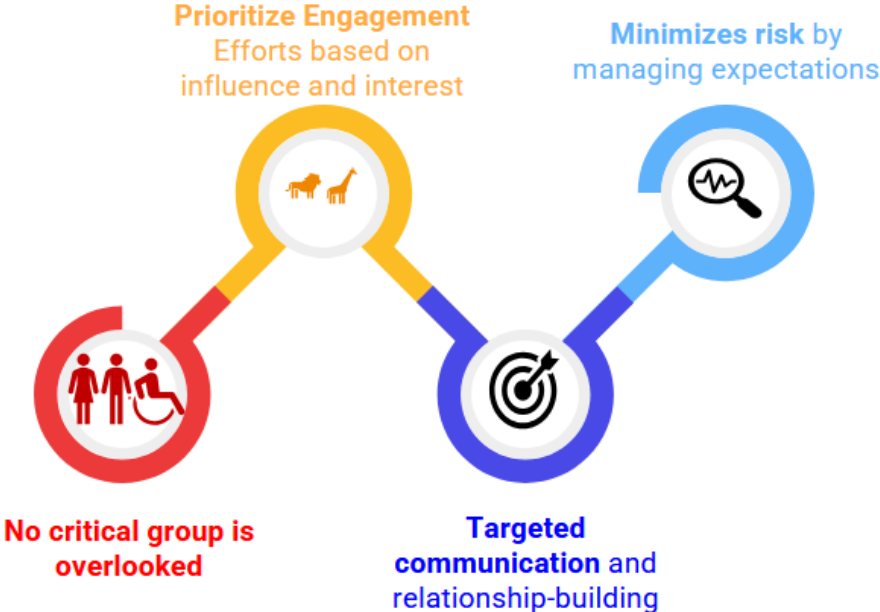 Prioritize Engagement
Efforts based on
influence and interest
Minimizes risk by
managing expectations
No critical group is
overlooked
Targeted
communication and
relationship-building